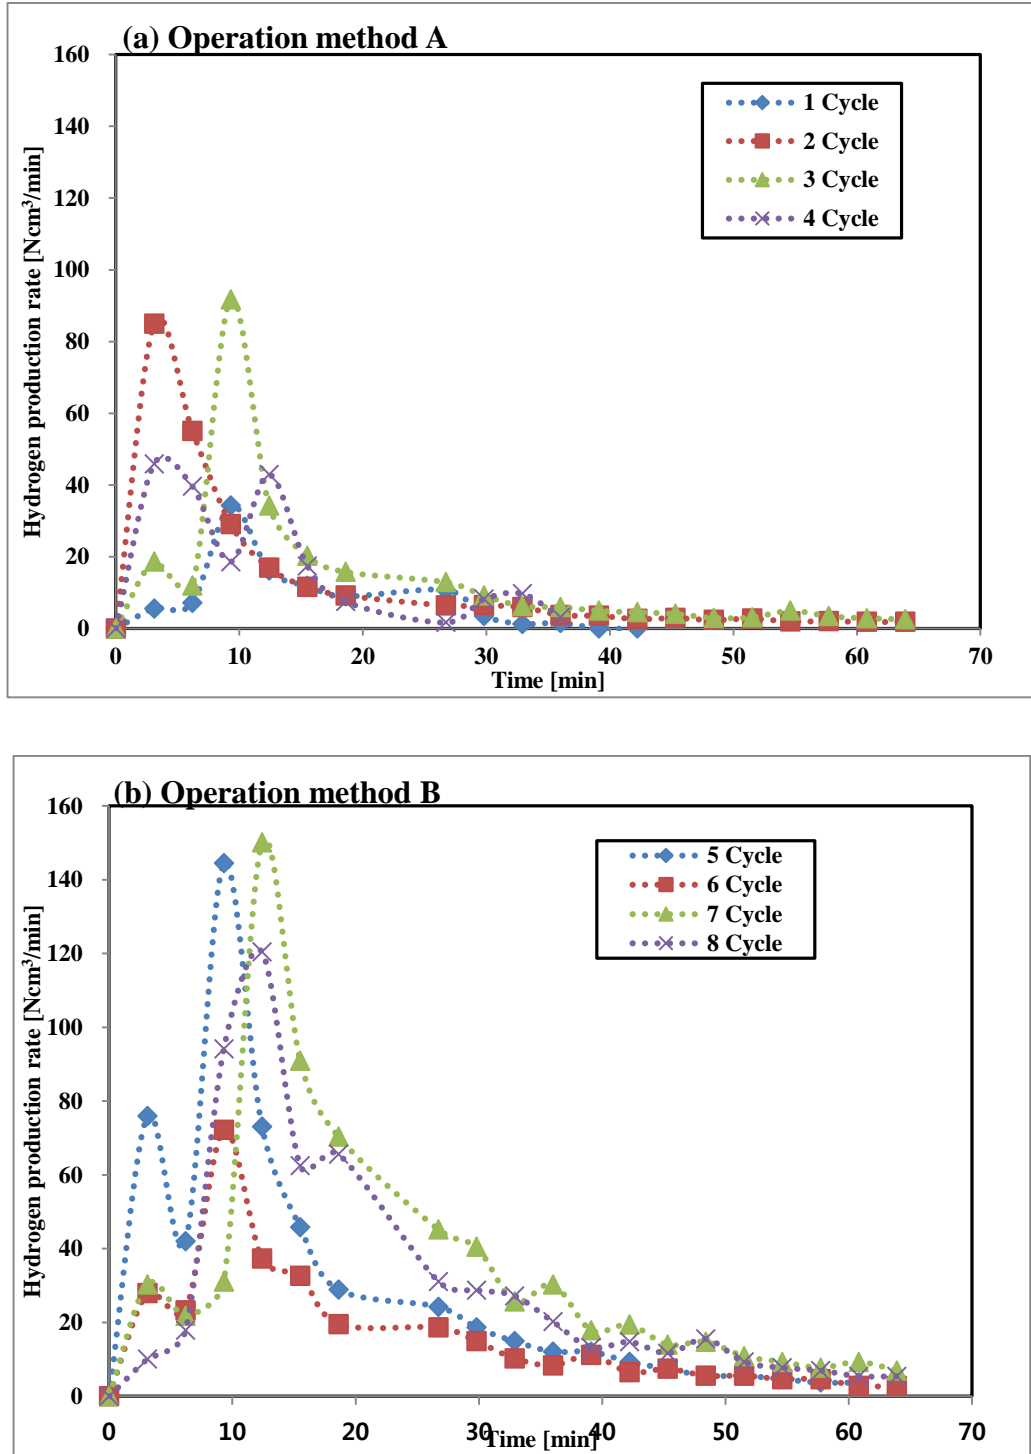 (a) Operation method A
160
140
120
100
80
60
40
20
0
Hydrogen production rate [Ncm³/min]
1 Cycle
2 Cycle
3 Cycle
4 Cycle
0 10 20 30 40 50 60 70
Time [min]
(b) Operation method B
160
140
120
100
80
60
40
20
0
Hydrogen production rate [Ncm³/min]
5 Cycle
6 Cycle
7 Cycle
8 Cycle
0 10 20 30 40 50 60 70
Time [min]